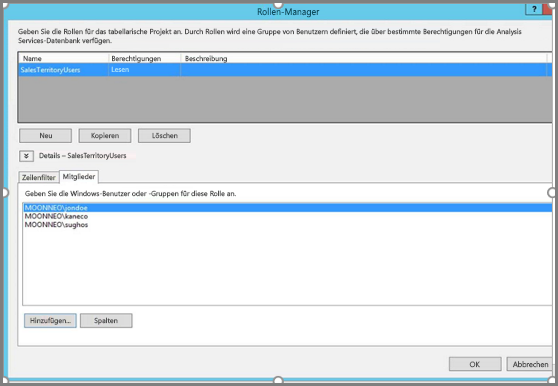 Rollen-Manager
?
Geben Sie die Rollen für das tabellarische Projekt an. Durch Rollen wird eine Gruppe von Benutzern definiert, die über bestimmte Berechtigungen für die Analysis
Services-Datenbank verfügen.
Name Berechtigungen Beschreibung
SalesTerritoryUsers Lesen
Neu Kopieren Löschen
Details – SalesTerritoryUsers
Zeilenfilter Mitglieder
Geben Sie die Windows-Benutzer oder -Gruppen für diese Rolle an.
MOONNEO\jondoe
MOONNEO\kaneco
MOONNEO\sughos
Hinzufügen... Spalten
OK Abbrechen